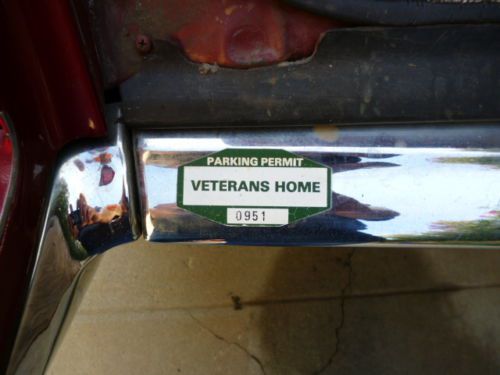 PARKING PERMIT
VETERANS HOME
0951